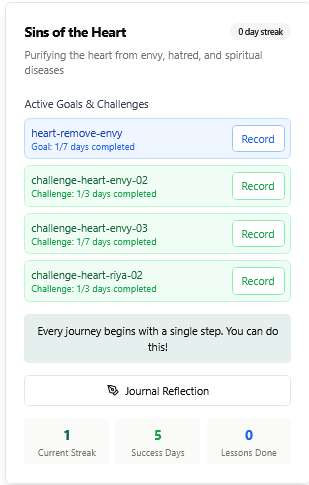 Sins of the Heart
0 day streak
Purifying the heart from envy, hatred, and spiritual
diseases
Active Goals & Challenges
heart-remove-envy
Goal: 1/7 days completed
Record
challenge-heart-envy-02
Challenge: 1/3 days completed
Record
challenge-heart-envy-03
Challenge: 1/7 days completed
Record
challenge-heart-riya-02
Challenge: 1/3 days completed
Record
Every journey begins with a single step. You can do
this!
Journal Reflection
1
Current Streak
5
Success Days
0
Lessons Done